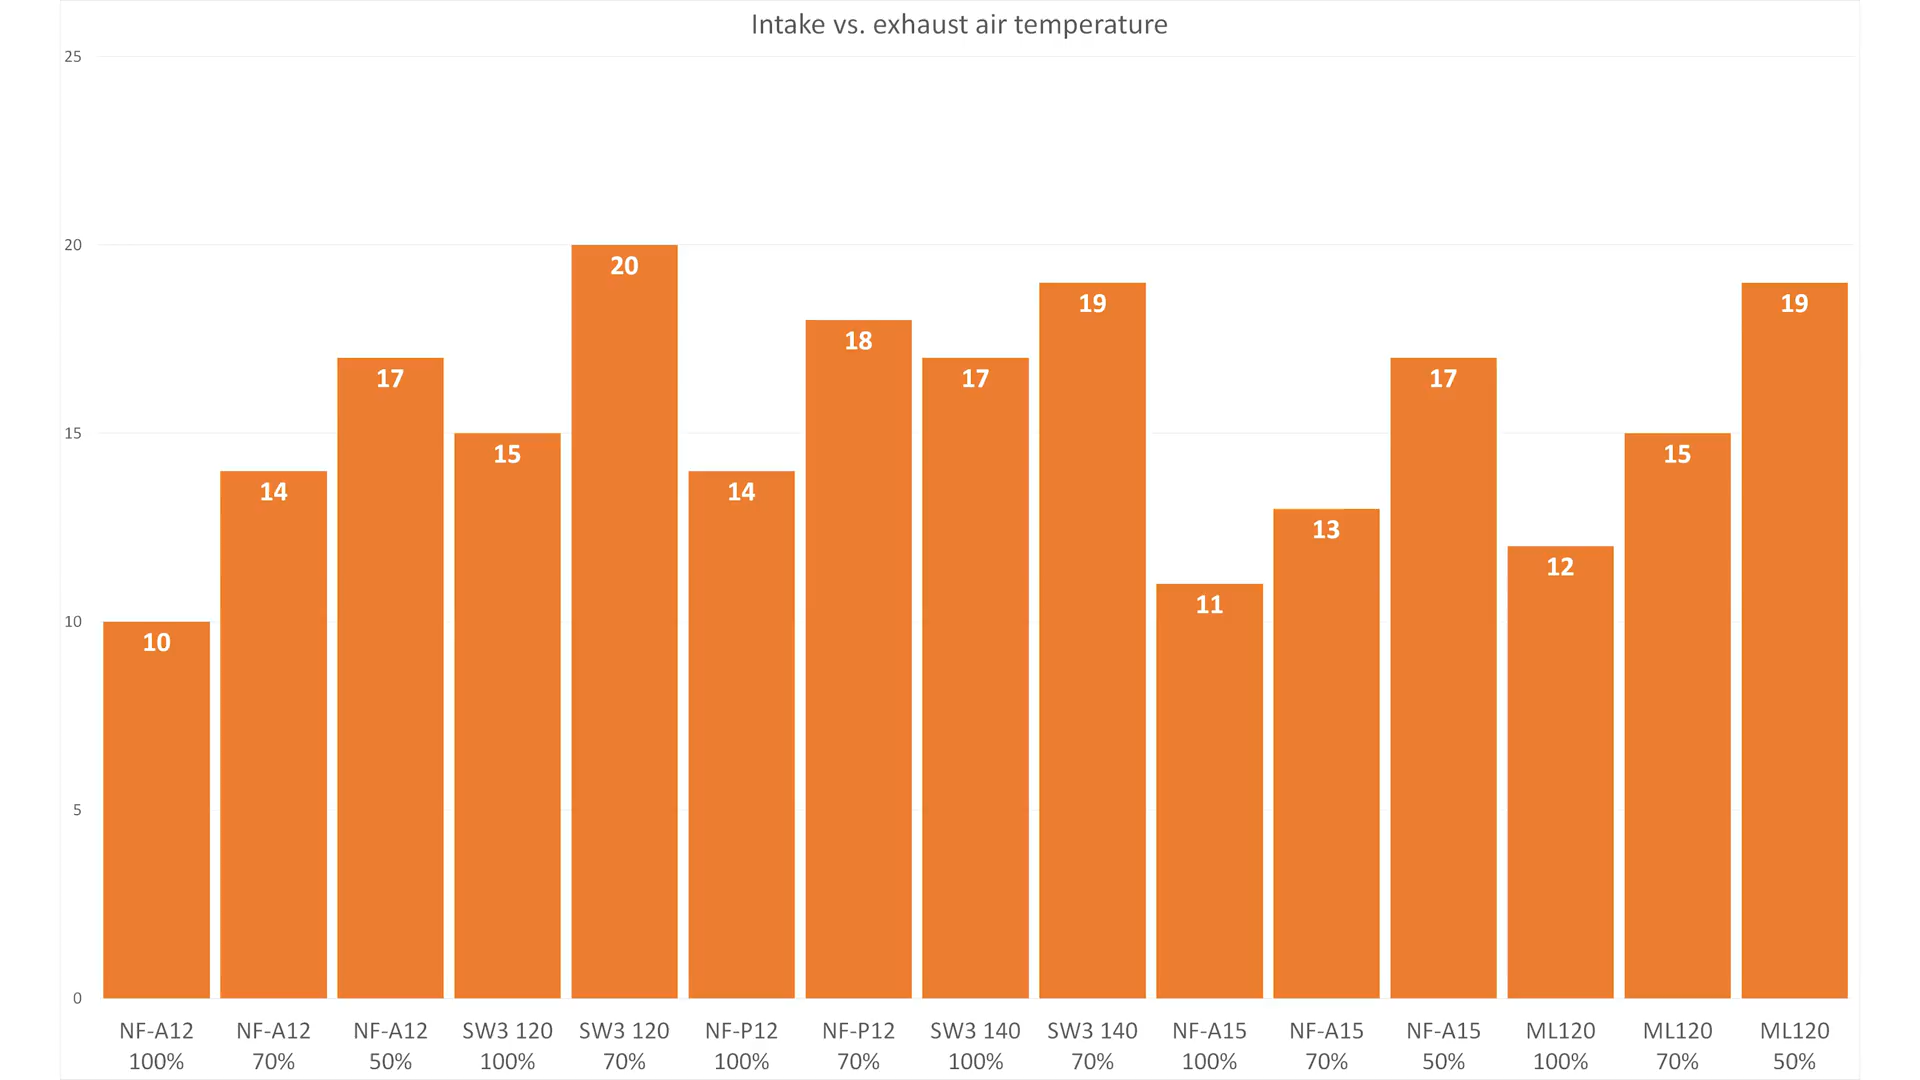 Intake vs. exhaust air temperature
25
20
15
10
5
0
10
14
17
15
20
14
18
17
19
11
13
17
12
15
19
NF-A12 100%
NF-A12 70%
NF-A12 50%
SW3 120 100%
SW3 120 70%
NF-P12 100%
NF-P12 70%
SW3 140 100%
SW3 140 70%
NF-A15 100%
NF-A15 70%
NF-A15 50%
ML120 100%
ML120 70%
ML120 50%